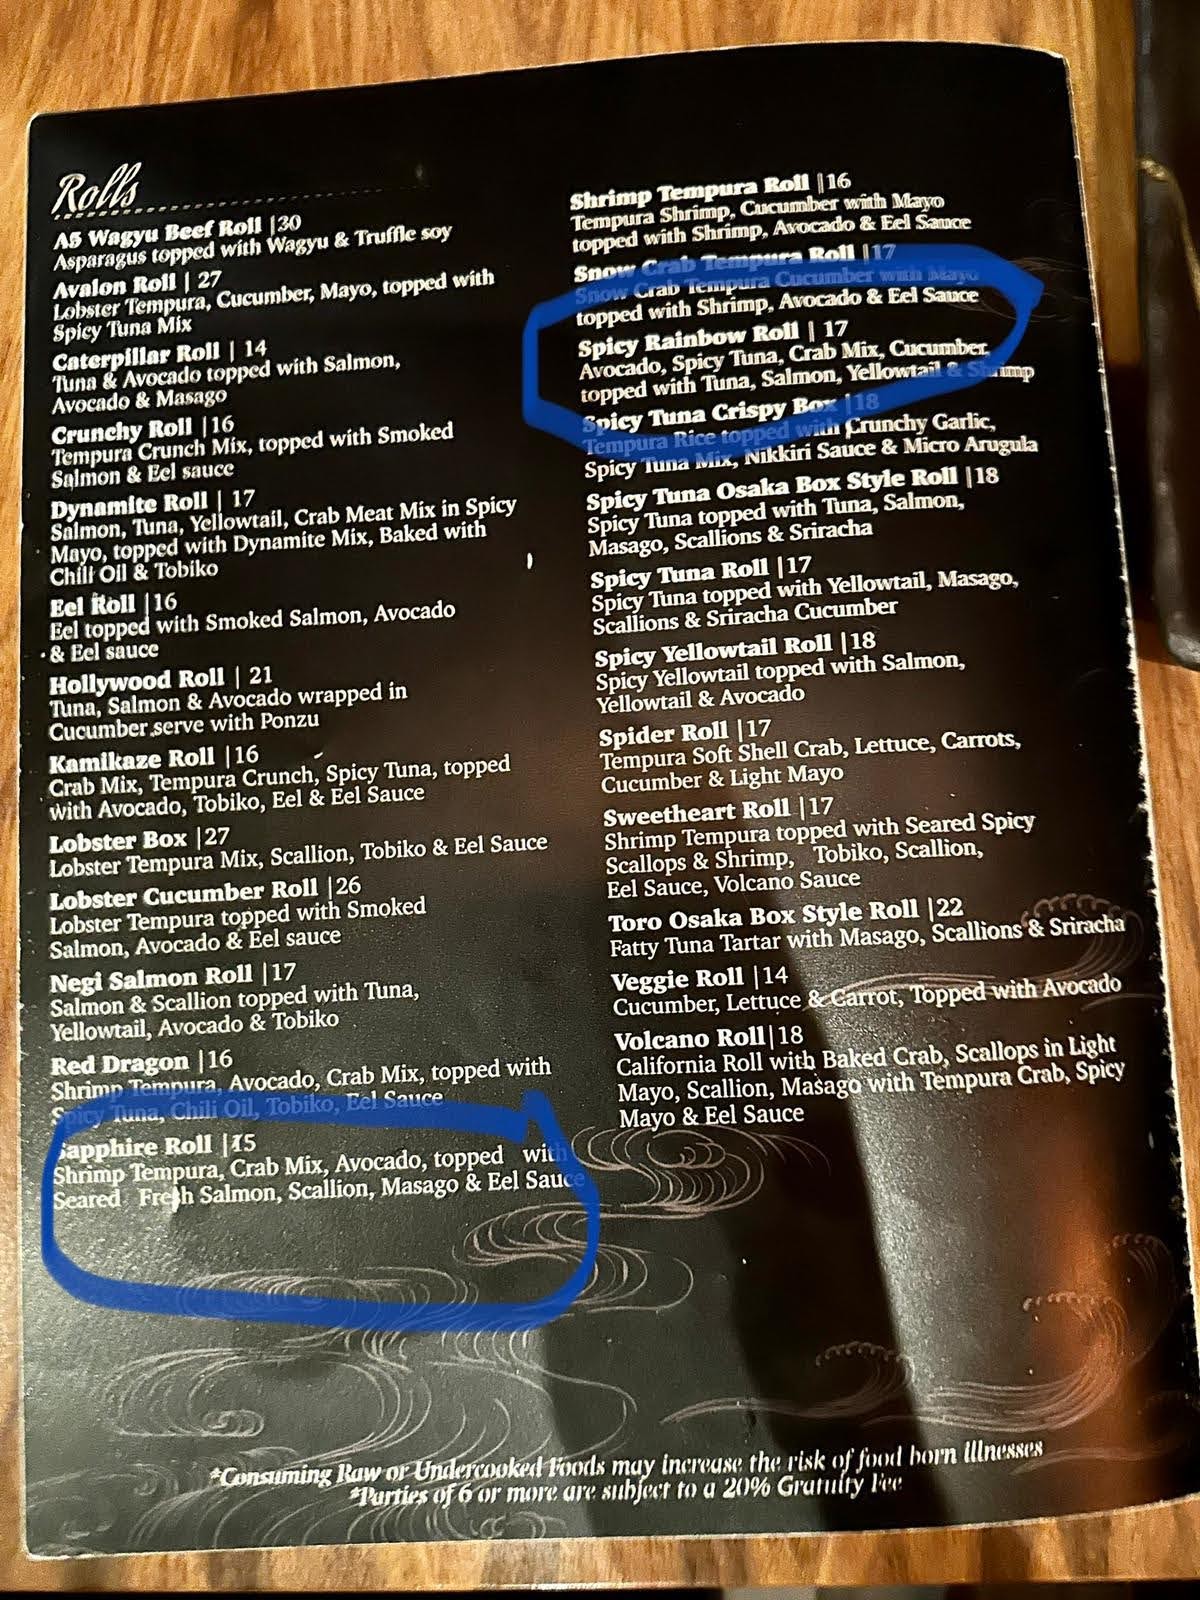 Rolls
A5 Wagyu Beef Roll |30
Asparagus topped with Wagyu & Truffle soy
Avalon Roll | 27
Lobster Tempura, Cucumber, Mayo, topped with
Spicy Tuna Mix
Caterpillar Roll | 14
Tuna & Avocado topped with Salmon,
Avocado & Masago
Crunchy Roll |16
Tempura Crunch Mix, topped with Smoked
Salmon & Eel sauce
Dynamite Roll | 17
Salmon, Tuna, Yellowtail, Crab Meat Mix in Spicy
Mayo, topped with Dynamite Mix, Baked with
Chili Oil & Tobiko
Eel Roll |16
Eel topped with Smoked Salmon, Avocado
& Eel sauce
Hollywood Roll | 21
Tuna, Salmon & Avocado wrapped in
Cucumber serve with Ponzu
Kamikaze Roll |16
Crab Mix, Tempura Crunch, Spicy Tuna, topped
with Avocado, Tobiko, Eel & Eel Sauce
Lobster Box |27
Lobster Tempura Mix, Scallion, Tobiko & Eel Sauce
Lobster Cucumber Roll |26
Lobster Tempura topped with Smoked
Salmon, Avocado & Eel sauce
Negi Salmon Roll |17
Salmon & Scallion topped with Tuna,
Yellowtail, Avocado & Tobiko
Red Dragon |16
Shrimp Tempura, Avocado, Crab Mix, topped with
Spicy Tuna, Chili Oil, Tobiko, Eel Sauce
Sapphire Roll |15
Shrimp Tempura, Crab Mix, Avocado, topped with
Seared Fresh Salmon, Scallion, Masago & Eel Sauce
Shrimp Tempura Roll |16
Tempura Shrimp, Cucumber with Mayo
topped with Shrimp, Avocado & Eel Sauce
Snow Crab Tempura Roll |17
Snow Crab Tempura Cucumber with Mayo
topped with Shrimp, Avocado & Eel Sauce
Spicy Rainbow Roll | 17
Avocado, Spicy Tuna, Crab Mix, Cucumber,
topped with Tuna, Salmon, Yellowtail & Shrimp
Spicy Tuna Crispy Box |18
Tempura Rice topped with Crunchy Garlic,
Spicy Tuna Mix, Nikkiri Sauce & Micro Arugula
Spicy Tuna Osaka Box Style Roll |18
Spicy Tuna topped with Tuna, Salmon,
Masago, Scallions & Sriracha
Spicy Tuna Roll |17
Spicy Tuna topped with Yellowtail, Masago,
Scallions & Sriracha Cucumber
Spicy Yellowtail Roll |18
Spicy Yellowtail topped with Salmon,
Yellowtail & Avocado
Spider Roll |17
Tempura Soft Shell Crab, Lettuce, Carrots,
Cucumber & Light Mayo
Sweetheart Roll |17
Shrimp Tempura topped with Seared Spicy
Scallops & Shrimp, Tobiko, Scallion,
Eel Sauce, Volcano Sauce
Toro Osaka Box Style Roll |22
Fatty Tuna Tartar with Masago, Scallions & Sriracha
Veggie Roll |14
Cucumber, Lettuce & Carrot, Topped with Avocado
Volcano Roll|18
California Roll with Baked Crab, Scallops in Light
Mayo, Scallion, Masago with Tempura Crab, Spicy
Mayo & Eel Sauce
*Consuming Raw or Undercooked Foods may increase the risk of food born illnesses
*Parties of 6 or more are subject to a 20% Gratuity Fee